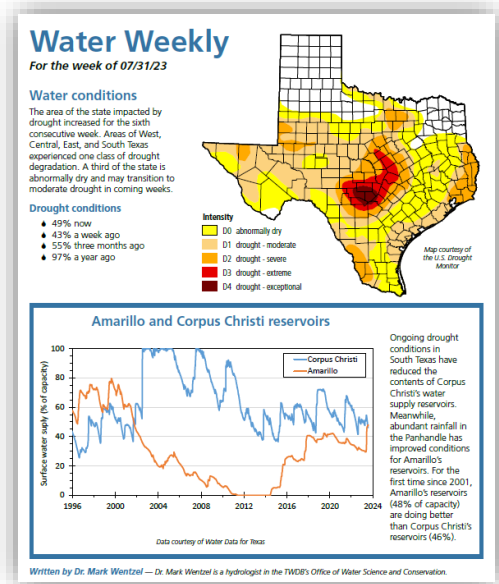 Water Weekly
For the week of 07/31/23
Water conditions
The area of the state impacted by
drought increased for the sixth
consecutive week. Areas of West,
Central, East, and South Texas
experienced one class of drought
degradation. A third of the state is
abnormally dry and may transition to
moderate drought in coming weeks.
Drought conditions
49% now
43% a week ago
55% three months ago
97% a year ago
Intensity
D0 abnormally dry
D1 drought - moderate
D2 drought - severe
D3 drought - extreme
D4 drought - exceptional
Map courtesy of
the U.S. Drought
Monitor
Amarillo and Corpus Christi reservoirs
Surface water suply (% of capacity)
100
80
60
40
20
0
1996 2000 2004 2008 2012 2016 2020 2024
Corpus Christi
Amarillo
Data courtesy of Water Data for Texas
Ongoing drought
conditions in
South Texas have
reduced the
contents of Corpus
Christi's water
supply reservoirs.
Meanwhile,
abundant rainfall in
the Panhandle has
improved conditions
for Amarillo's
reservoirs. For the
first time since 2001,
Amarillo's reservoirs
(48% of capacity)
are doing better
than Corpus Christi's
reservoirs (46%).
Written by Dr. Mark Wentzel — Dr. Mark Wentzel is a hydrologist in the TWDB's Office of Water Science and Conservation.